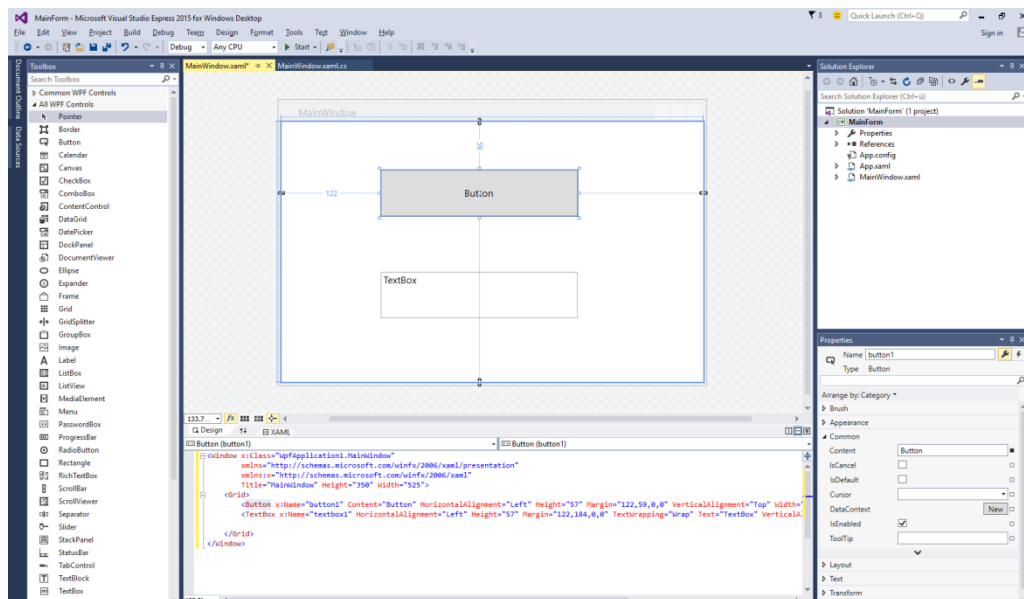 MainForm - Microsoft Visual Studio Express 2015 for Windows Desktop
3
Quick Launch (Ctrl+Q)
File Edit View Project Build Debug Team Design Format Tools Test Window Help
Sign in
Debug Any CPU Start
Document Outline
Data Sources
Toolbox
Search Toolbox
Common WPF Controls
All WPF Controls
Pointer
Border
Button
Calendar
Canvas
CheckBox
ComboBox
ContentControl
DataGrid
DatePicker
DockPanel
DocumentViewer
Ellipse
Expander
Frame
Grid
GridSplitter
GroupBox
Image
Label
ListBox
ListView
MediaElement
Menu
PasswordBox
ProgressBar
RadioButton
Rectangle
RichTextBox
ScrollBar
ScrollViewer
Separator
Slider
StackPanel
StatusBar
TabControl
TextBlock
TextBox
MainWindow.xaml* MainWindow.xaml.cs
MainWindow
59
122
Button
TextBox
133.7...
Design XAML
Button (button1) Button (button1)
<Window x:Class="WpfApplication1.MainWindow"
xmlns="http://schemas.microsoft.com/winfx/2006/xaml/presentation"
xmlns:x="http://schemas.microsoft.com/winfx/2006/xaml"
Title="MainWindow" Height="350" Width="525">
<Grid>
<Button x:Name="button1" Content="Button" HorizontalAlignment="Left" Height="57" Margin="122,59,0,0" VerticalAlignment="Top" Width="
<TextBox x:Name="textbox1" HorizontalAlignment="Left" Height="57" Margin="122,184,0,0" TextWrapping="Wrap" Text="TextBox" VerticalAl
</Grid>
</Window>
Solution Explorer
Search Solution Explorer (Ctrl+ü)
Solution 'MainForm' (1 project)
MainForm
Properties
References
App.config
App.xaml
MainWindow.xaml
Properties
Name button1
Type Button
Arrange by: Category
Brush
Appearance
Common
Content Button
IsCancel
IsDefault
Cursor
DataContext New
IsEnabled
ToolTip
Layout
Text
Transform